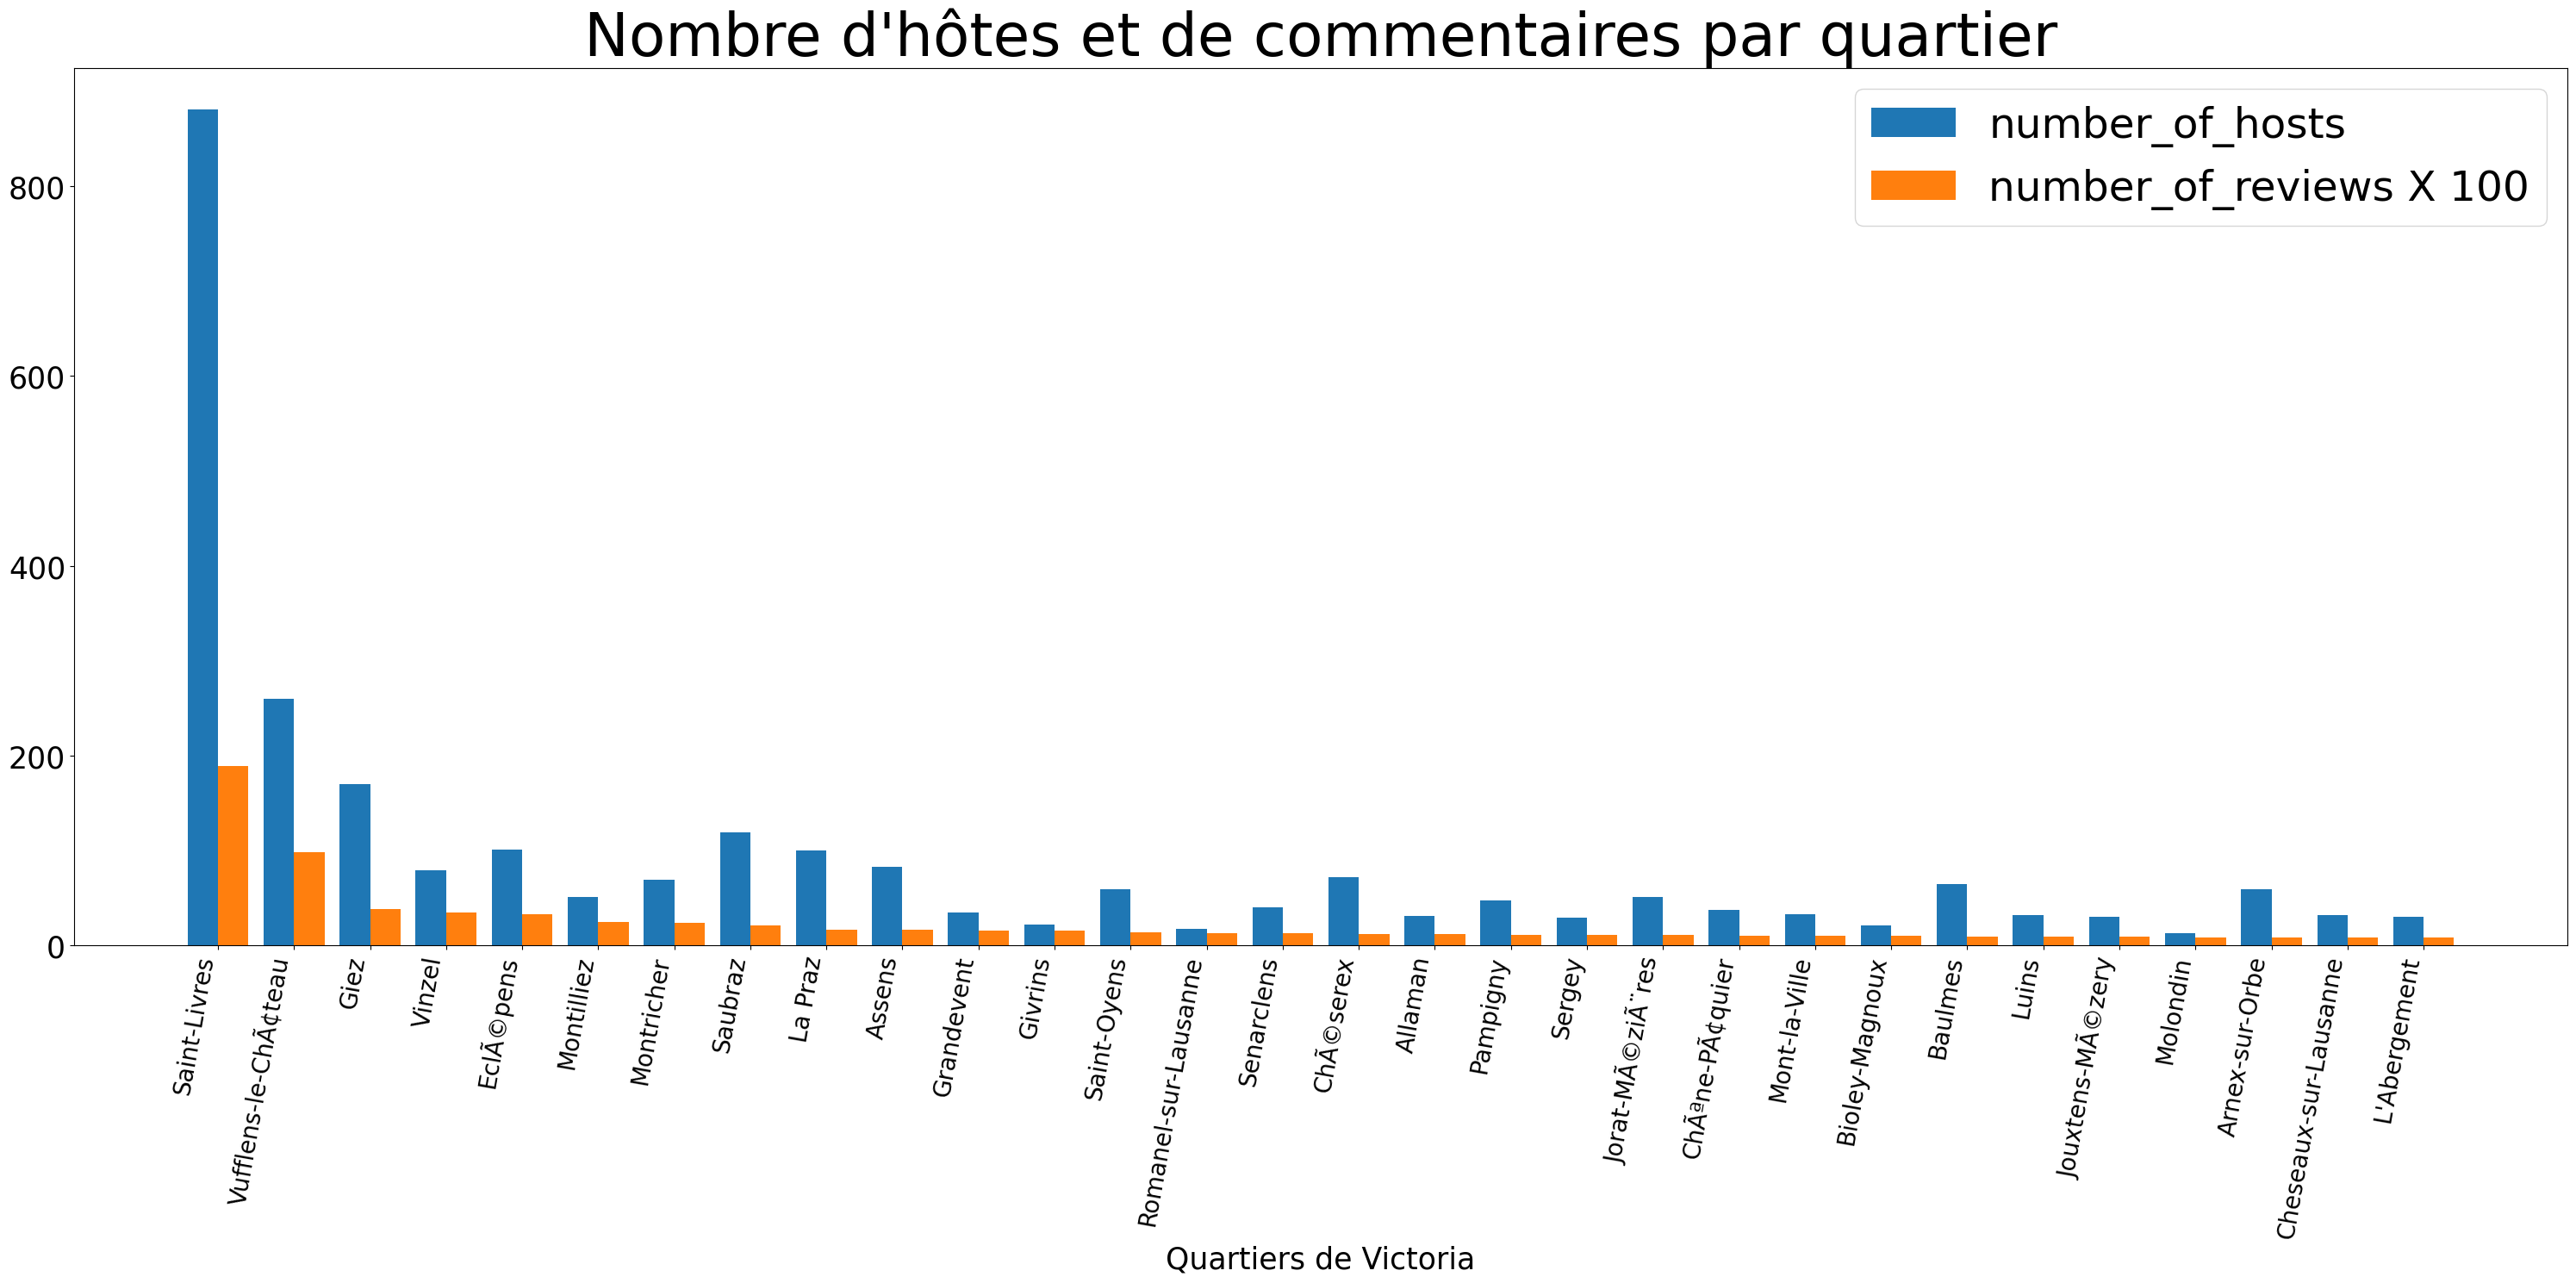 Nombre d'hôtes et de commentaires par quartier
number_of_hosts
number_of_reviews X 100
800
600
400
200
0
Saint-Livres
Vufflens-le-ChÃ¢teau
Giez
Vinzel
EclÃ©pens
Montilliez
Montricher
Saubraz
La Praz
Assens
Grandevent
Givrins
Saint-Oyens
Romanel-sur-Lausanne
Senarclens
ChÃ©serex
Allaman
Pampigny
Sergey
Jorat-MÃ©ziÃ¨res
ChÃªne-PÃ¢quier
Mont-la-Ville
Bioley-Magnoux
Baulmes
Luins
Jouxtens-MÃ©zery
Molondin
Arnex-sur-Orbe
Cheseaux-sur-Lausanne
L'Abergement
Quartiers de Victoria